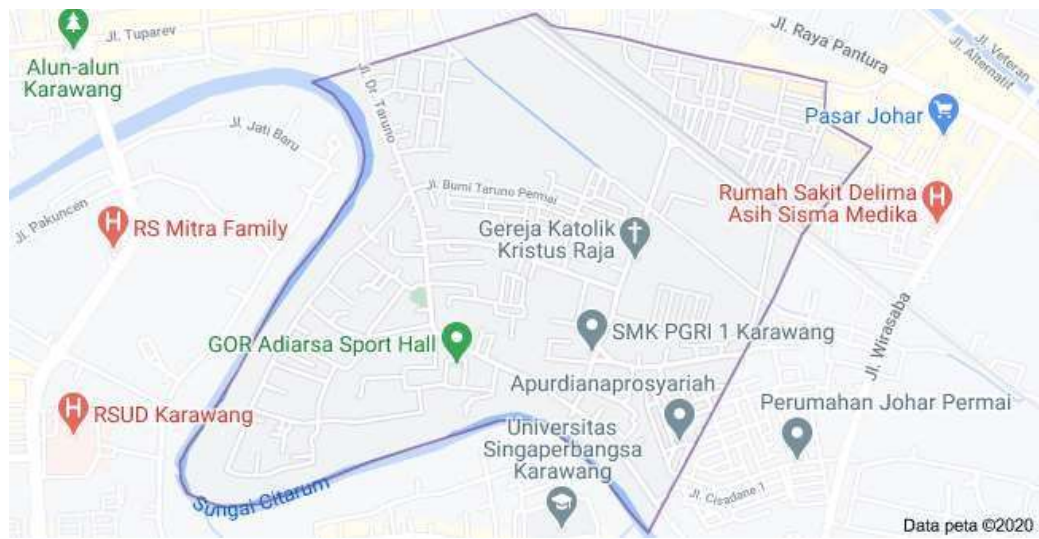 Jl. Tuparev
Alun-alun
Karawang
Jl. Dr. Taruno
Jl. Raya Pantura
Jl. Veteran
Jl. Alternatif
Pasar Johar
Jl. Jati Baru
Jl. Bumi Taruno Permai
Rumah Sakit Delima
Asih Sisma Medika
Jl. Pakuncen
H
RS Mitra Family
H
Gereja Katolik
Kristus Raja
GOR Adiarsa Sport Hall
SMK PGRI 1 Karawang
Jl. Wirasaba
Apurdianaprosyariah
Perumahan Johar Permai
H
RSUD Karawang
Universitas
Singaperbangsa
Karawang
Sungai Citarum
Jl. Cisadane 1
Data peta ©2020